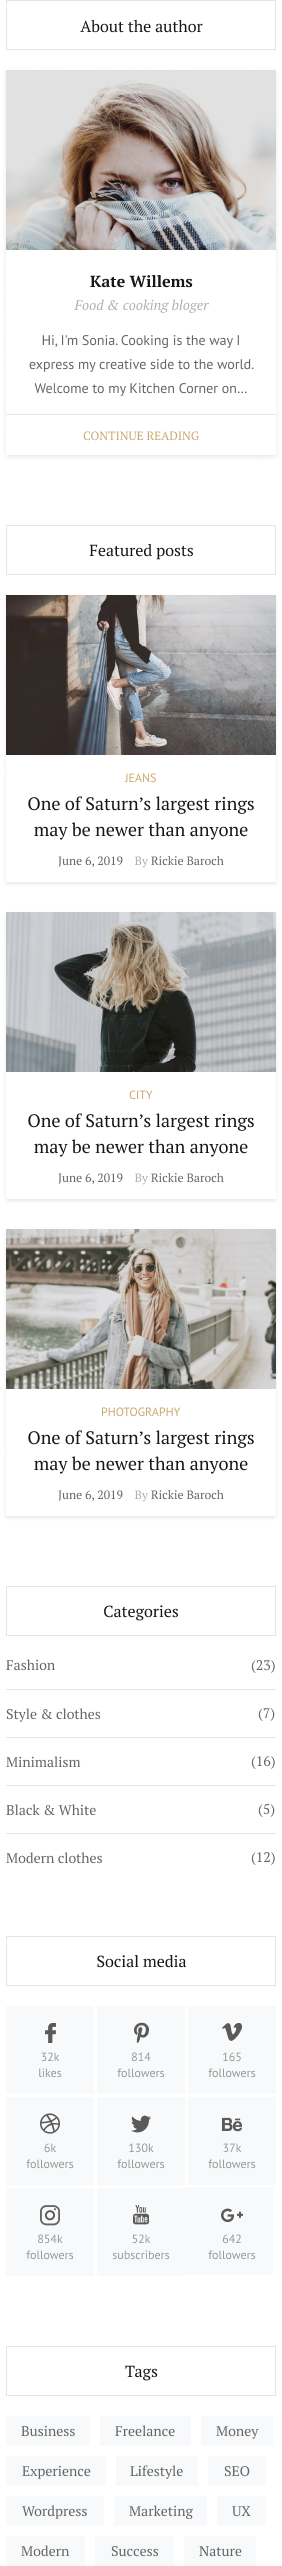 About the author
Kate Willems
Food & cooking bloger
Hi, I'm Sonia. Cooking is the way I
express my creative side to the world.
Welcome to my Kitchen Corner on...
CONTINUE READING
Featured posts
JEANS
One of Saturn's largest rings
may be newer than anyone
June 6, 2019 By Rickie Baroch
CITY
One of Saturn's largest rings
may be newer than anyone
June 6, 2019 By Rickie Baroch
PHOTOGRAPHY
One of Saturn's largest rings
may be newer than anyone
June 6, 2019 By Rickie Baroch
Categories
Fashion (23)
Style & clothes (7)
Minimalism (16)
Black & White (5)
Modern clothes (12)
Social media
32k 814 165
likes followers followers
Bē
6k 130k 37k
followers followers followers
You
Tube G+
854k 52k 642
followers subscribers followers
Tags
Business Freelance Money
Experience Lifestyle SEO
Wordpress Marketing UX
Modern Success Nature